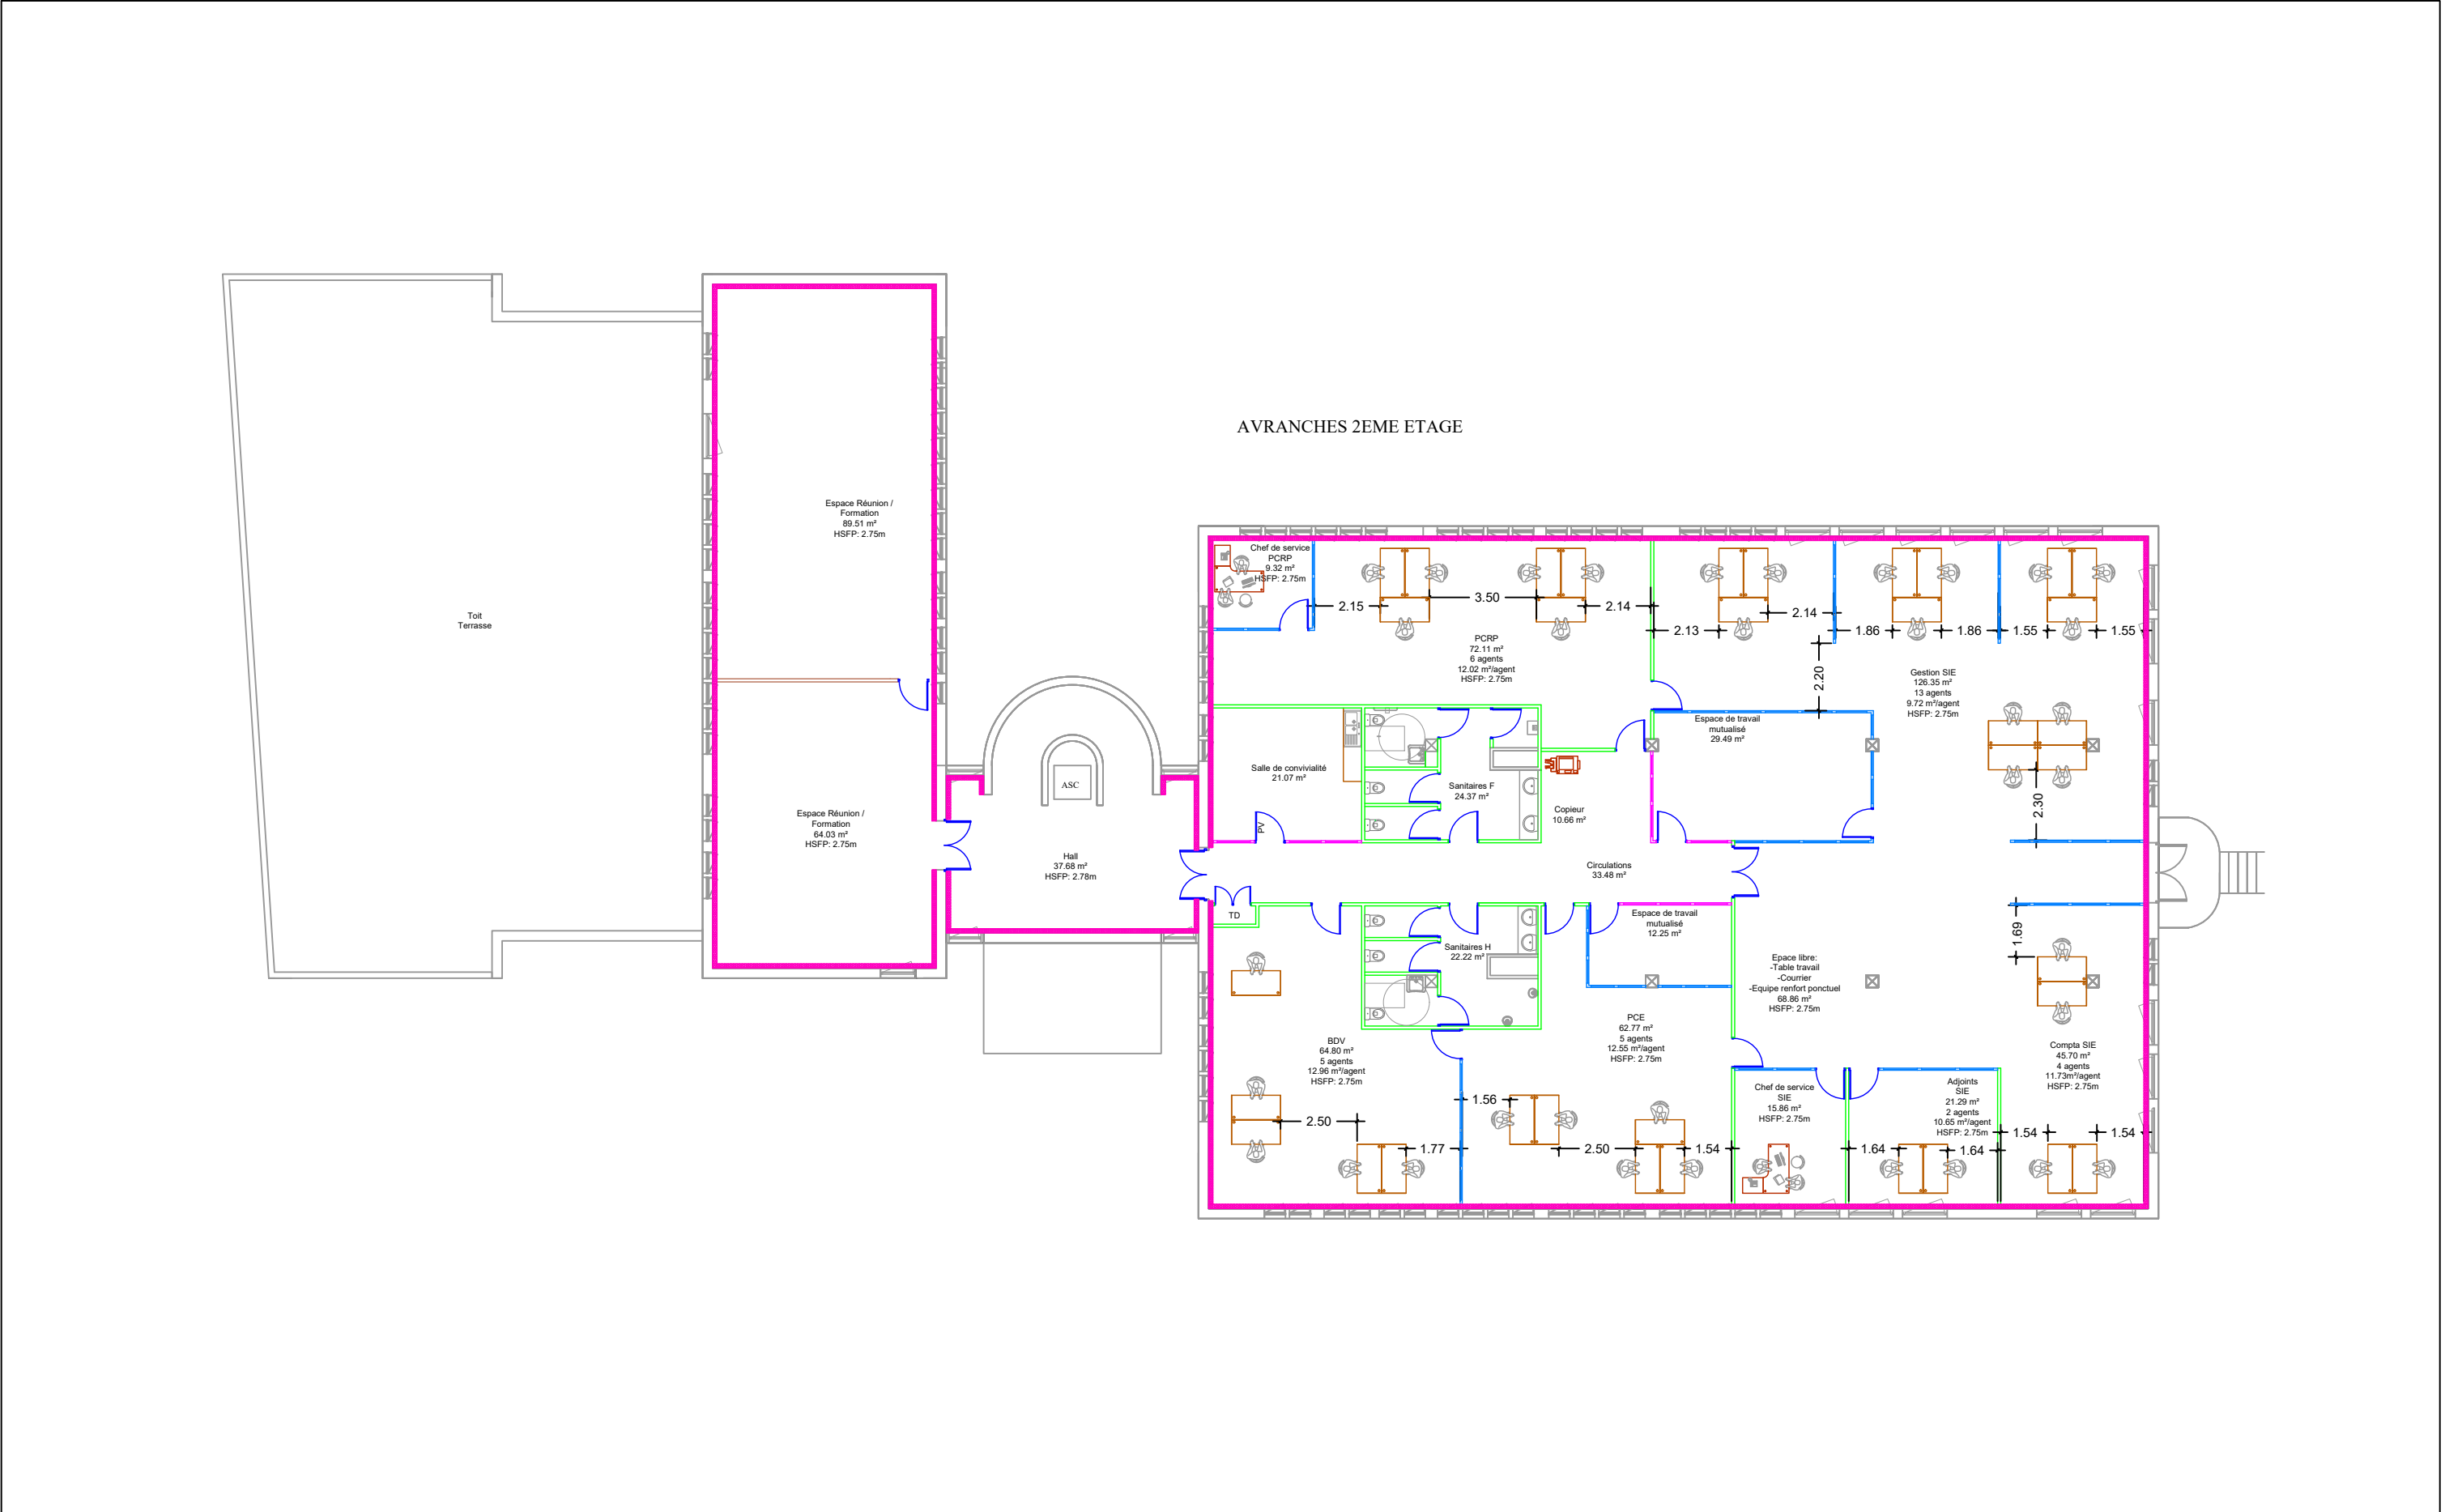 AVRANCHES 2EME ETAGE
Toit
Terrasse
Espace Réunion /
Formation
89.51 m²
HSFP: 2.75m
Espace Réunion /
Formation
64.03 m²
HSFP: 2.75m
ASC
Hall
37.68 m²
HSFP: 2.78m
Chef de service
PCRP
9.32 m²
HSFP: 2.75m
2.15
3.50
2.14
2.13
2.14
1.86
1.86
1.55
1.55
2.20
PCRP
72.11 m²
6 agents
12.02 m²/agent
HSFP: 2.75m
Gestion SIE
126.35 m²
13 agents
9.72 m²/agent
HSFP: 2.75m
Espace de travail
mutualisé
29.49 m²
Salle de convivialité
21.07 m²
PV
Sanitaires F
24.37 m²
Copieur
10.66 m²
2.30
Circulations
33.48 m²
TD
Espace de travail
mutualisé
12.25 m²
Sanitaires H
22.22 m²
1.69
Epace libre:
-Table travail
-Courrier
-Equipe renfort ponctuel
68.86 m²
HSFP: 2.75m
BDV
64.80 m²
5 agents
12.96 m²/agent
HSFP: 2.75m
PCE
62.77 m²
5 agents
12.55 m²/agent
HSFP: 2.75m
Compta SIE
45.70 m²
4 agents
11.73m²/agent
HSFP: 2.75m
Chef de service
SIE
15.86 m²
HSFP: 2.75m
Adjoints
SIE
21.29 m²
2 agents
10.65 m²/agent
HSFP: 2.75m
2.50
1.77
1.56
2.50
1.54
1.64
1.64
1.54
1.54